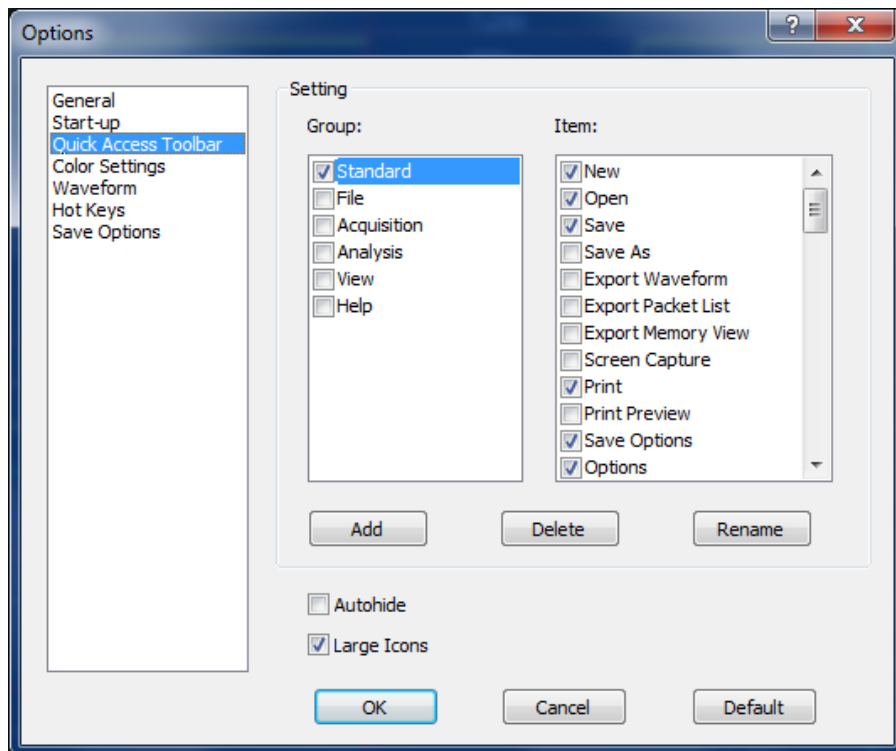 Options
General
Start-up
Quick Access Toolbar
Color Settings
Waveform
Hot Keys
Save Options
Setting
Group:
Standard
File
Acquisition
Analysis
View
Help
Item:
New
Open
Save
Save As
Export Waveform
Export Packet List
Export Memory View
Screen Capture
Print
Print Preview
Save Options
Options
Add
Delete
Rename
Autohide
Large Icons
OK
Cancel
Default